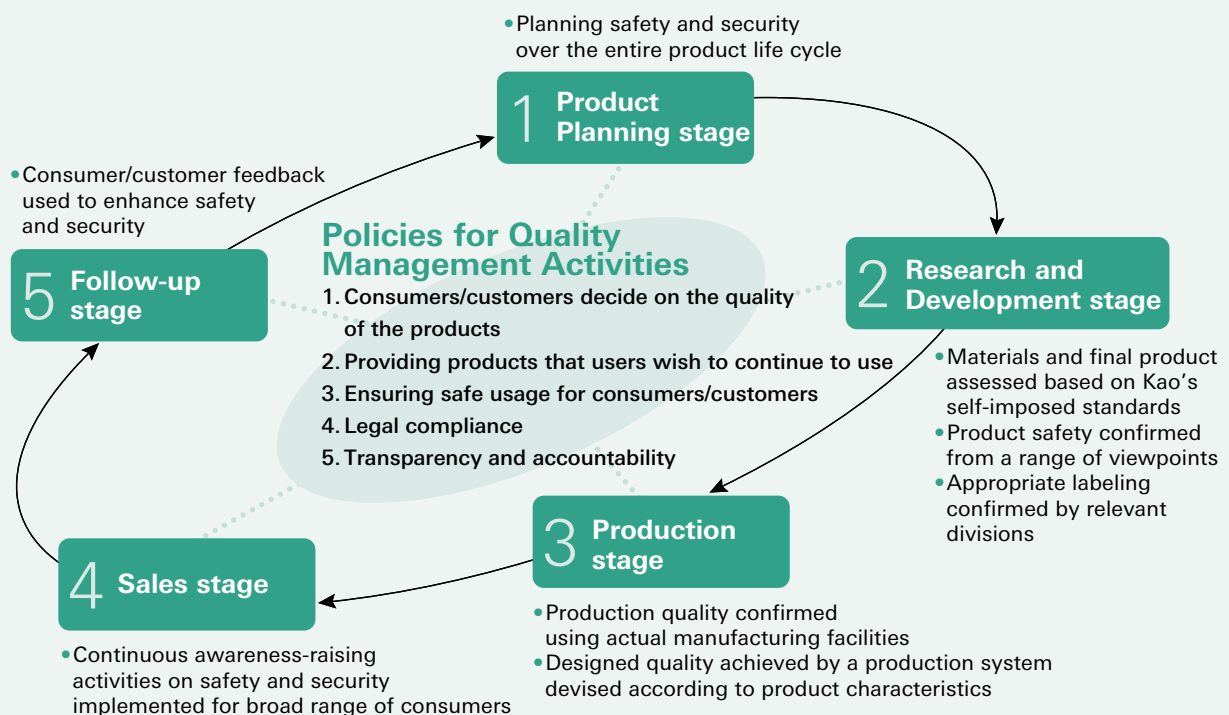 •Planning safety and security
over the entire product life cycle
1 Product
Planning stage
2 Research and
Development stage
•Materials and final product
assessed based on Kao's
self-imposed standards
•Product safety confirmed
from a range of viewpoints
•Appropriate labeling
confirmed by relevant
divisions
3 Production
stage
•Production quality confirmed
using actual manufacturing facilities
•Designed quality achieved by a production system
devised according to product characteristics
4 Sales stage
•Continuous awareness-raising
activities on safety and security
implemented for broad range of consumers
•Consumer/customer feedback
used to enhance safety
and security
5 Follow-up
stage
Policies for Quality
Management Activities
1. Consumers/customers decide on the quality
of the products
2. Providing products that users wish to continue to use
3. Ensuring safe usage for consumers/customers
4. Legal compliance
5. Transparency and accountability